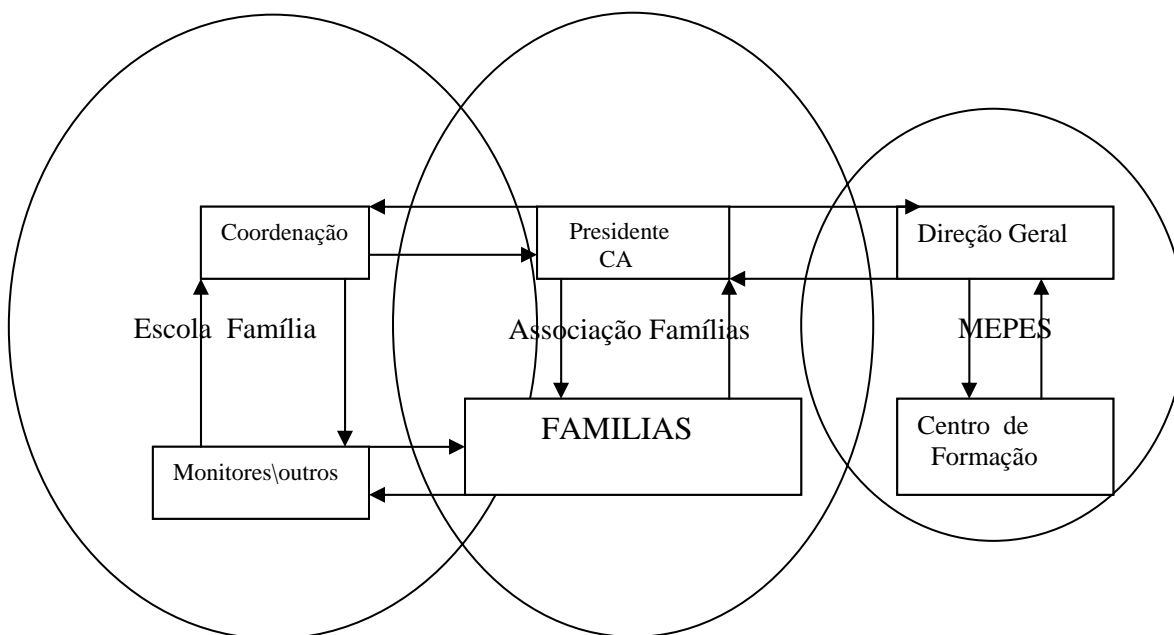 Coordenação
Presidente
CA
Direção Geral
Escola Família
Associação Famílias
MEPES
FAMILIAS
Centro de
Formação
Monitores\outros